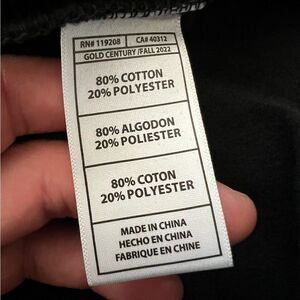 RN# 119208 CA# 40312
GOLD CENTURY /FALL 2022
80% COTTON
20% POLYESTER
80% ALGODON
20% POLIESTER
80% COTON
20% POLYESTER
MADE IN CHINA
HECHO EN CHINA
FABRIQUE EN CHINE